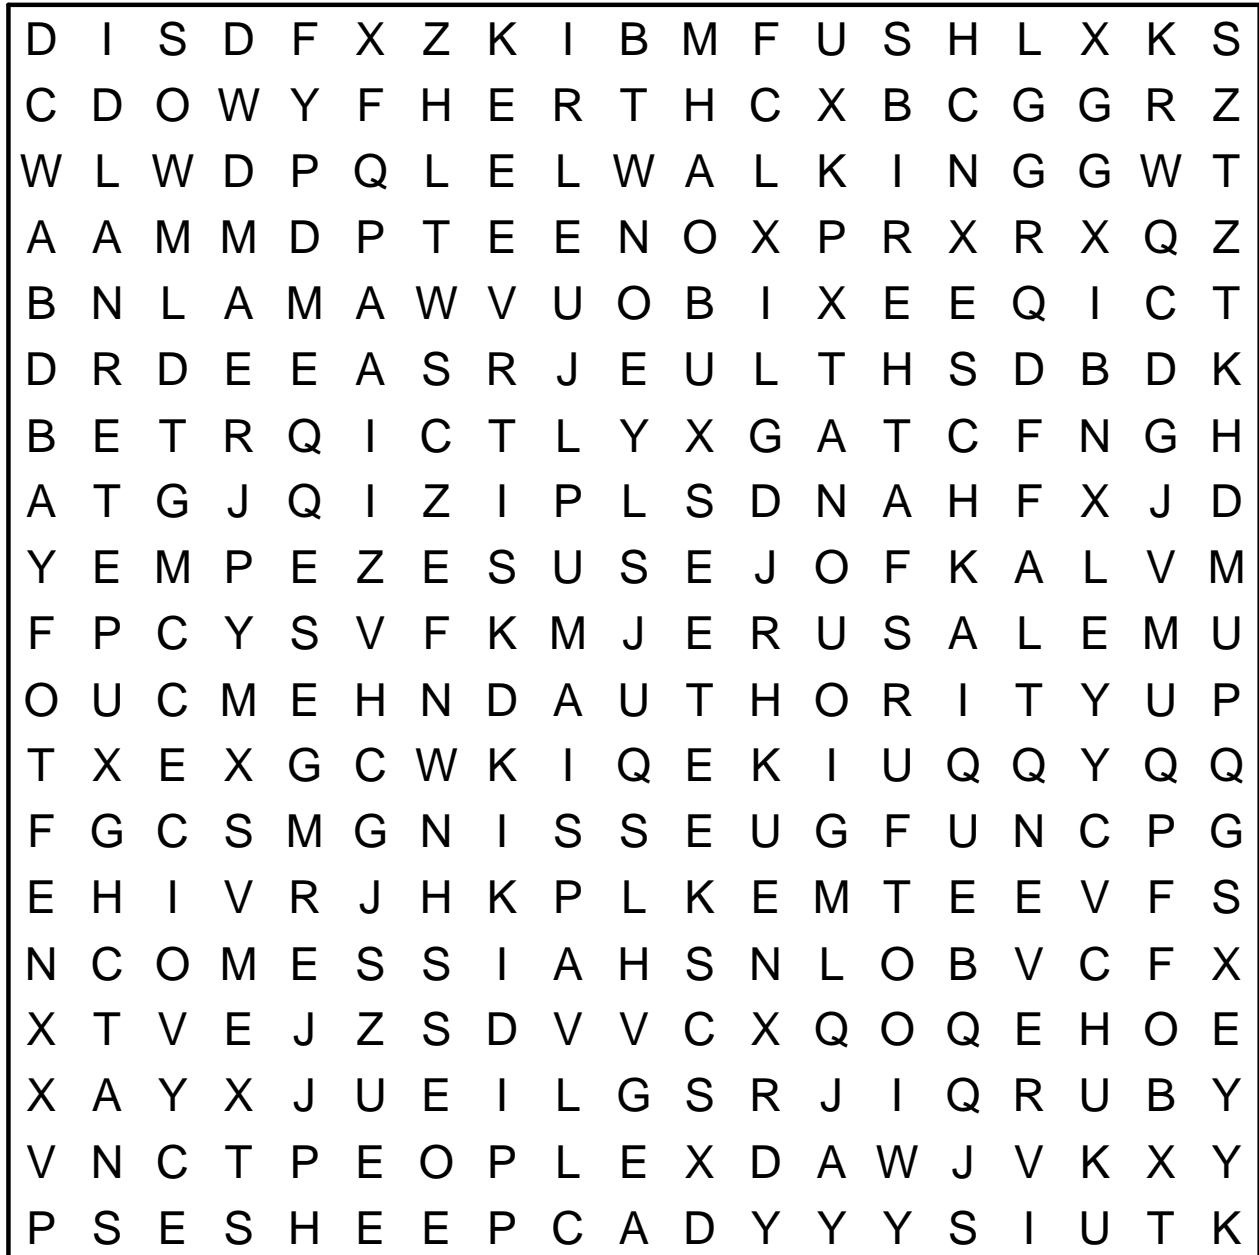 D I S D F X Z K I B M F U S H L X K S
C D O W Y F H E R T H C X B C G G R Z
W L W D P Q L E L W A L K I N G G W T
A A M M D P T E E N O X P R X R X Q Z
B N L A M A W V U O B I X E E Q I C T
D R D E E A S R J E U L T H S D B D K
B E T R Q I C T L Y X G A T C F N G H
A T G J Q I Z I P L S D N A H F X J D
Y E M P E Z E S U S E J O F K A L V M
F P C Y S V F K M J E R U S A L E M U
O U C M E H N D A U T H O R I T Y U P
T X E X G C W K I Q E K I U Q Q Y Q Q
F G C S M G N I S S E U G F U N C P G
E H I V R J H K P L K E M T E E V F S
N C O M E S S I A H S N L O B V C F X
X T V E J Z S D V V C X Q O Q E H O E
X A Y X J U E I L G S R J I Q R U B Y
V N C T P E O P L E X D A W J V K X Y
P S E S H E E P C A D Y Y Y S I U T K